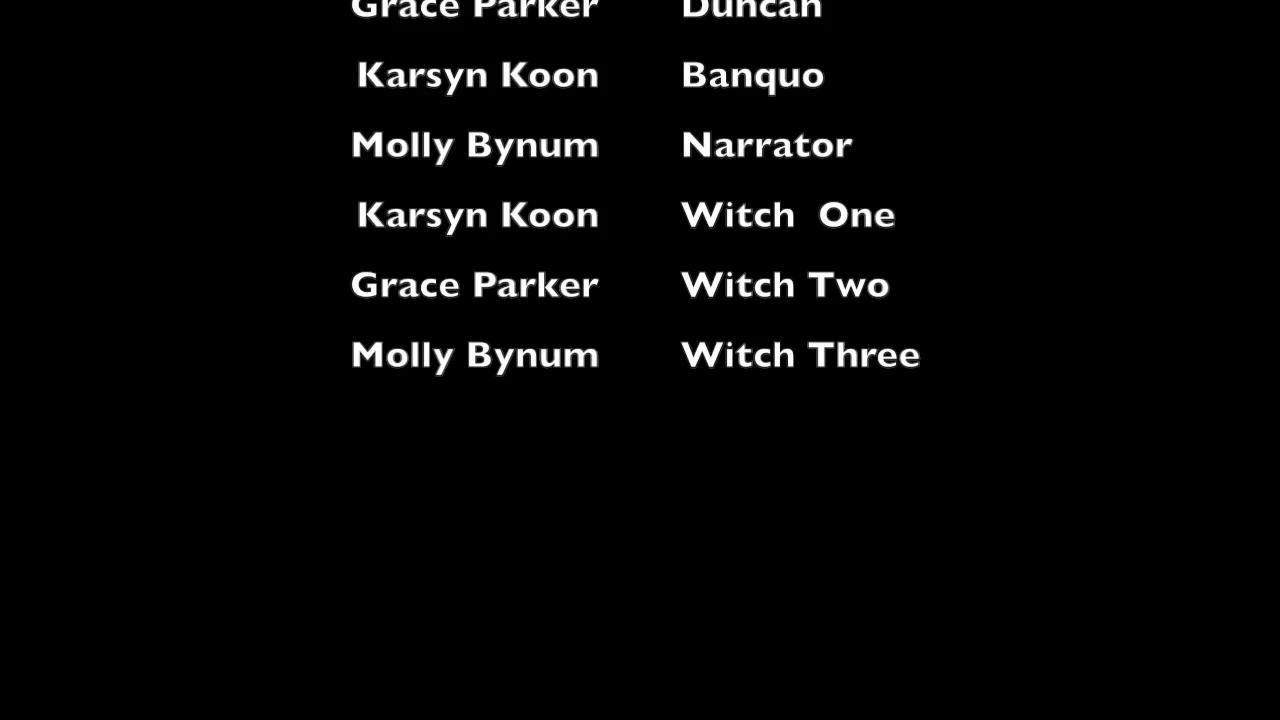 Grace Parker Duncan
Karsyn Koon Banquo
Molly Bynum Narrator
Karsyn Koon Witch  One
Grace Parker Witch Two
Molly Bynum Witch Three